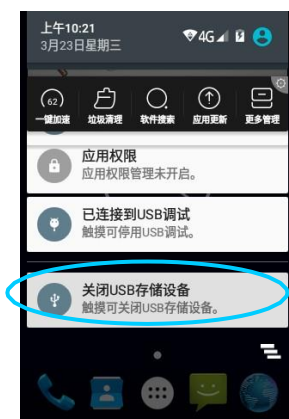 上午10:21
3月23日星期三
4G
62
一键加速 垃圾清理 软件搜索 应用更新 更多管理
应用权限
应用权限管理未开启。
已连接到USB调试
触摸可停用USB调试。
关闭USB存储设备
触摸可关闭USB存储设备。